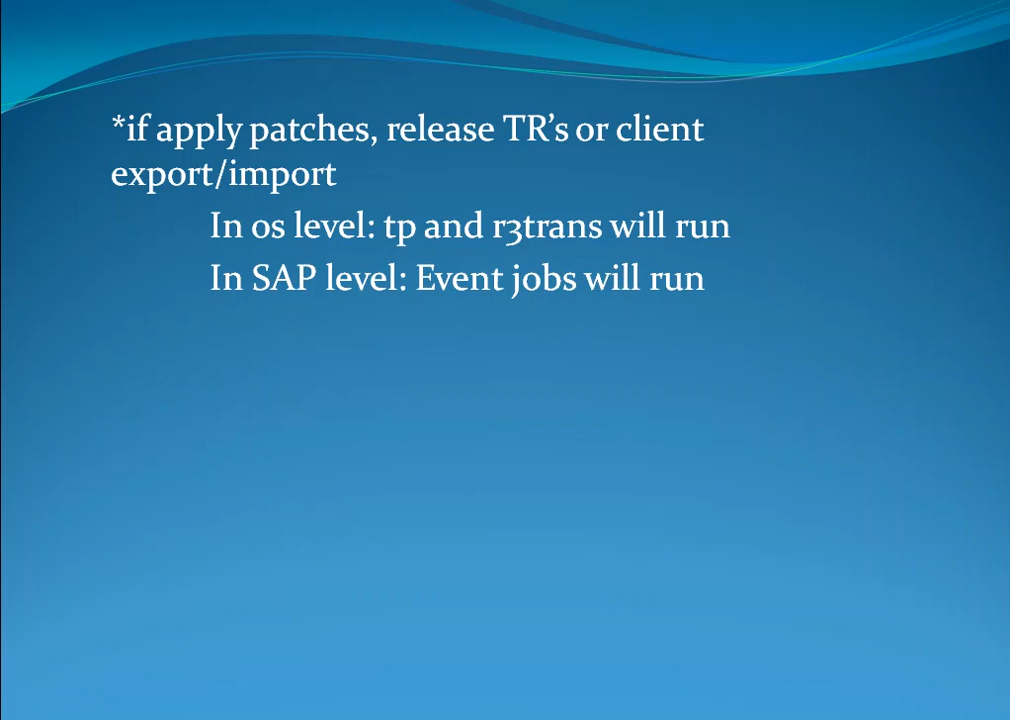 *if apply patches, release TR’s or client
export/import
In os level: tp and r3trans will run
In SAP level: Event jobs will run